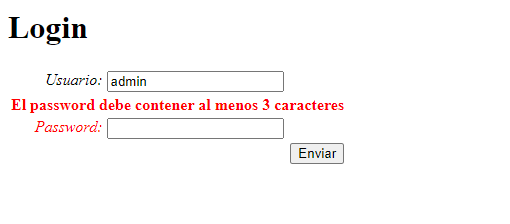 Login
Usuario: admin
El password debe contener al menos 3 caracteres
Password:
Enviar